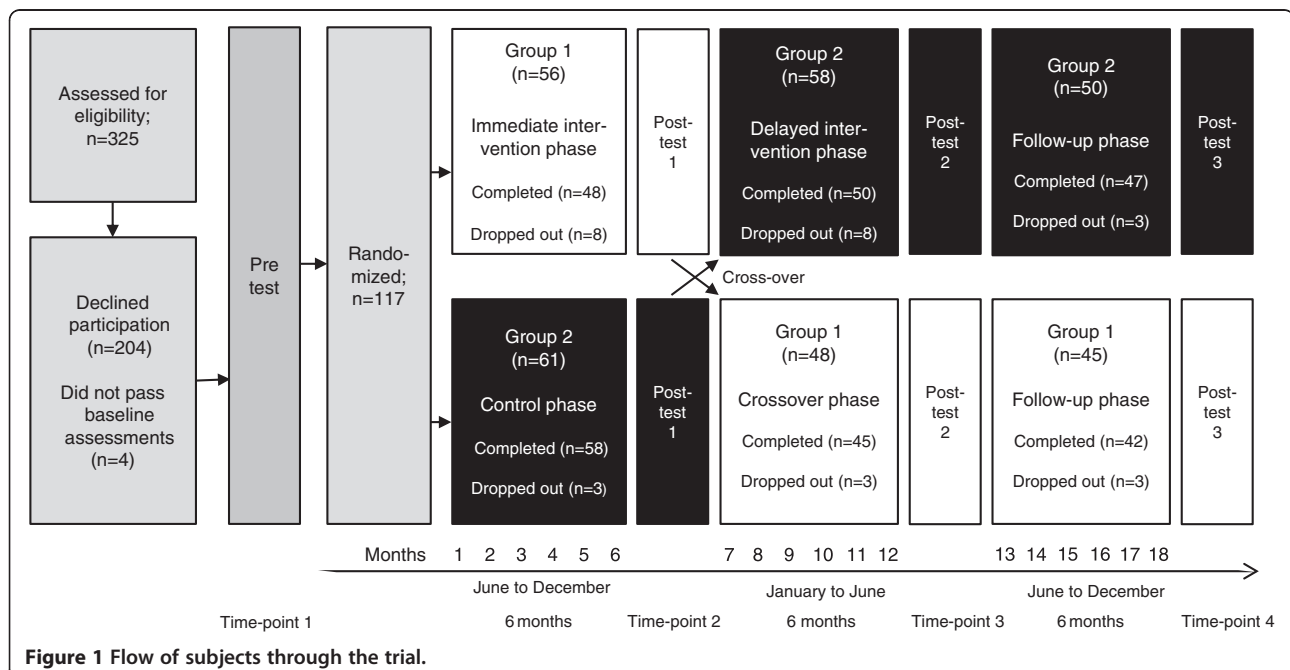 Assessed for
eligibility;
n=325
Declined
participation
(n=204)
Did not pass
baseline
assessments
(n=4)
Pre
test
Rando-
mized;
n=117
Group 1
(n=56)
Immediate inter-
vention phase
Completed (n=48)
Dropped out (n=8)
Post-
test
1
Group 2
(n=58)
Delayed inter-
vention phase
Completed (n=50)
Dropped out (n=8)
Post-
test
2
Group 2
(n=50)
Follow-up phase
Completed (n=47)
Dropped out (n=3)
Post-
test
3
Cross-over
Group 2
(n=61)
Control phase
Completed (n=58)
Dropped out (n=3)
Post-
test
1
Group 1
(n=48)
Crossover phase
Completed (n=45)
Dropped out (n=3)
Post-
test
2
Group 1
(n=45)
Follow-up phase
Completed (n=42)
Dropped out (n=3)
Post-
test
3
Months 1 2 3 4 5 6 7 8 9 10 11 12 13 14 15 16 17 18
June to December January to June June to December
Time-point 1 6 months Time-point 2 6 months Time-point 3 6 months Time-point 4
Figure 1 Flow of subjects through the trial.